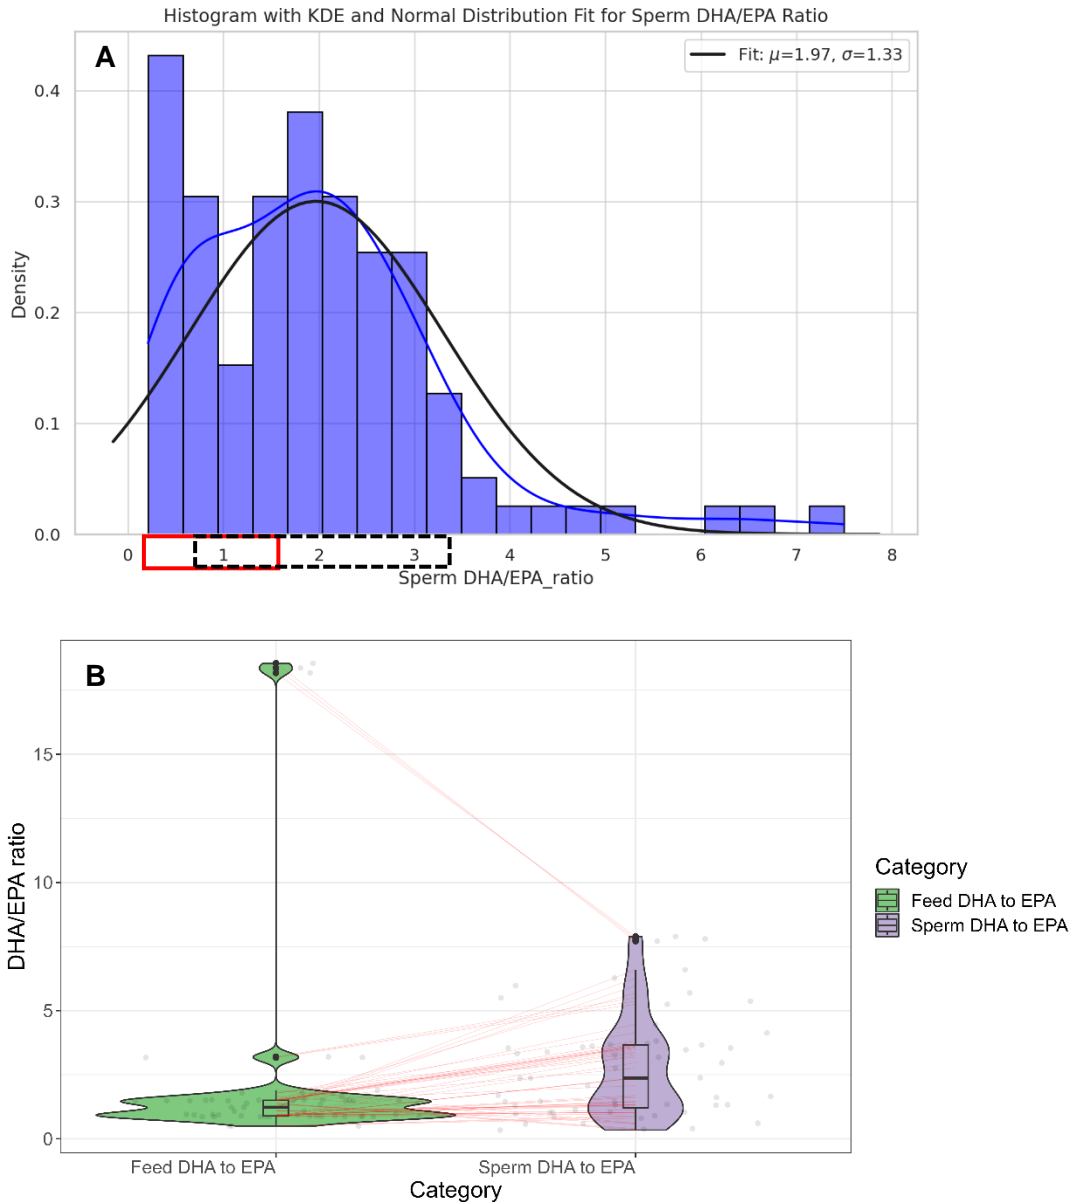 Histogram with KDE and Normal Distribution Fit for Sperm DHA/EPA Ratio
A
Fit: μ=1.97, σ=1.33
Density
0.4
0.3
0.2
0.1
0.0
0 1 2 3 4 5 6 7 8
Sperm DHA/EPA_ratio
B
DHA/EPA ratio
15
10
5
0
Feed DHA to EPA Sperm DHA to EPA
Category
Category
Feed DHA to EPA
Sperm DHA to EPA